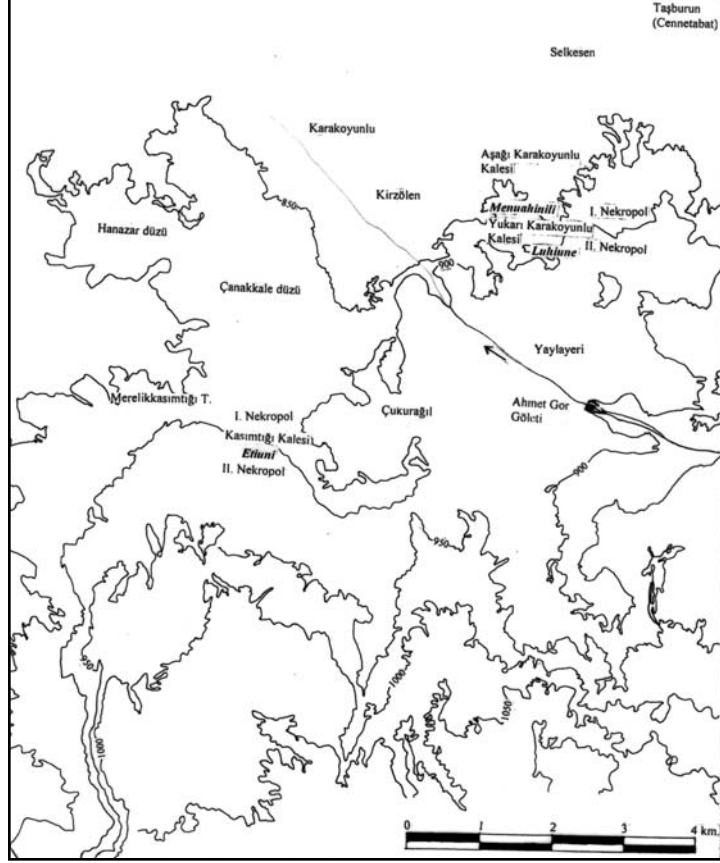 Taşburun
(Cennetabat)
Selkesen
Karakoyunlu
Aşağı Karakoyunlu
Kalesi
Kirzölen
850
Menuahinili
I. Nekropol
Hanazar düzü
Yukarı Karakoyunlu
Kalesi
Luhiune
II. Nekropol
900
Çanakkale düzü
Yaylayeri
Merelikkasımtığı T.
Ahmet Gor
Göleti
I. Nekropol
Çukurağıl
Kasımtığı Kalesi
Etiuni
II. Nekropol
900
950
950
1000
1050
1000
0 1 2 3 4 km.